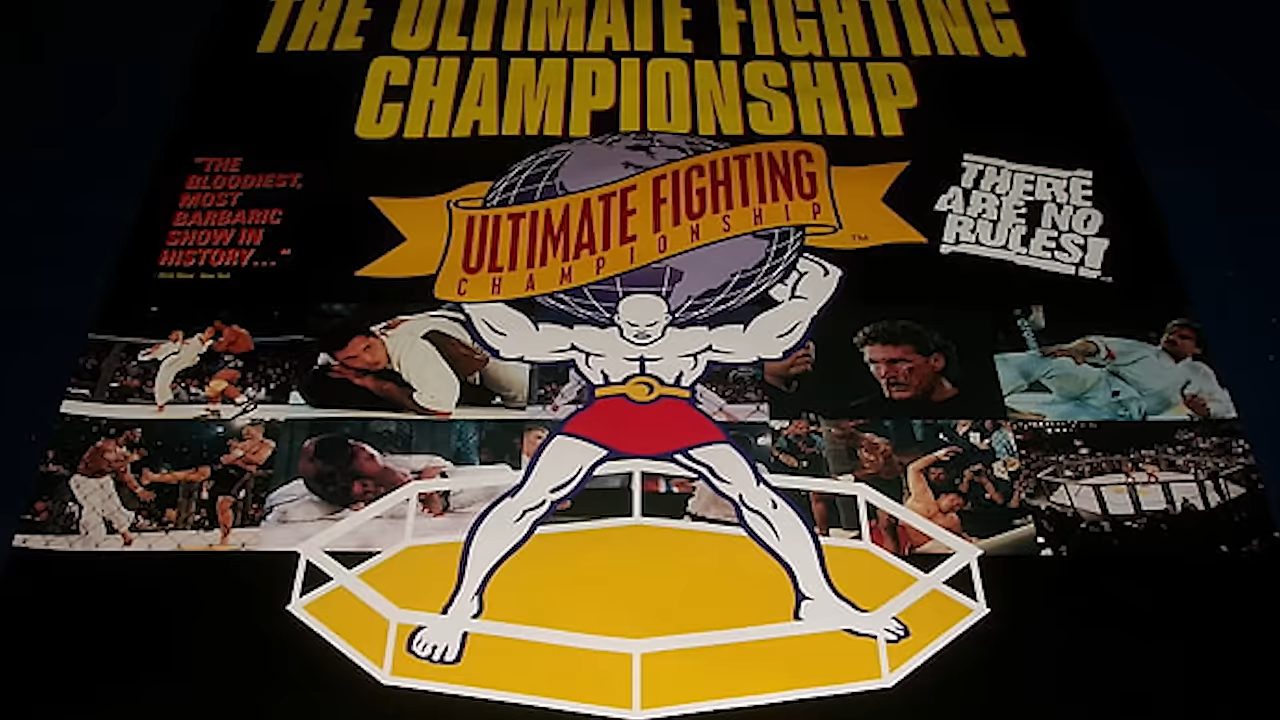 THE ULTIMATE FIGHTING
CHAMPIONSHIP
"THE
BLOODIEST,
MOST
BARBARIC
SHOW IN
HISTORY..."
ULTIMATE FIGHTING
CHAMPIONSHIP
TM
THERE
ARE NO
RULES!